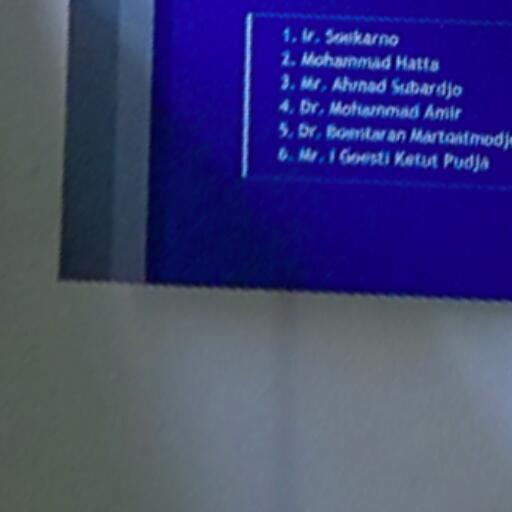 1. Ir. Soekarno
2. Mohammad Hatta
3. Mr. Ahmad Subardjo
4. Dr. Mohammad Amir
5. Dr. Boentaran Martoatmodjo
6. Mr. I Goesti Ketut Pudja